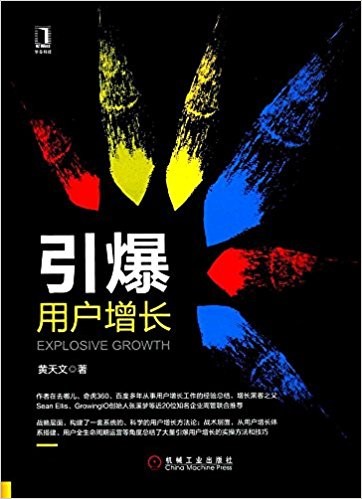 引爆
用户增长
EXPLOSIVE GROWTH
黄天文◎著
作者在去哪儿、奇虎360、百度多年从事用户增长工作的经验总结,增长黑客之父
Sean Ellis、GrowingIO创始人张溪梦等近20位知名企业高管联合推荐
战略层面,构建了一套系统的、科学的用户增长方法论;战术层面,从用户增长体
系搭建、用户全生命周期运营等角度总结了大量引爆用户增长的实操方法和技巧
机械工业出版社
China Machine Press